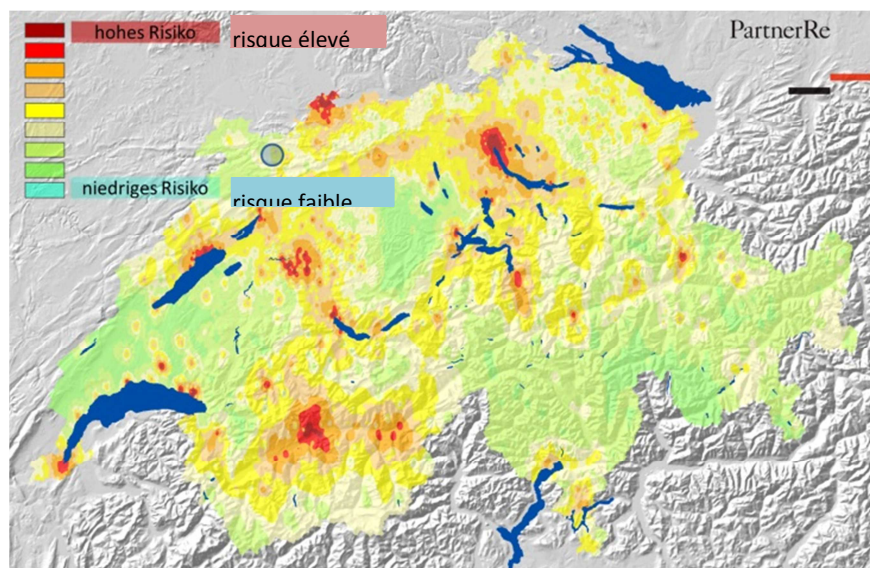 hohes Risiko
risque élevé
PartnerRe
niedriges Risiko
risque faible